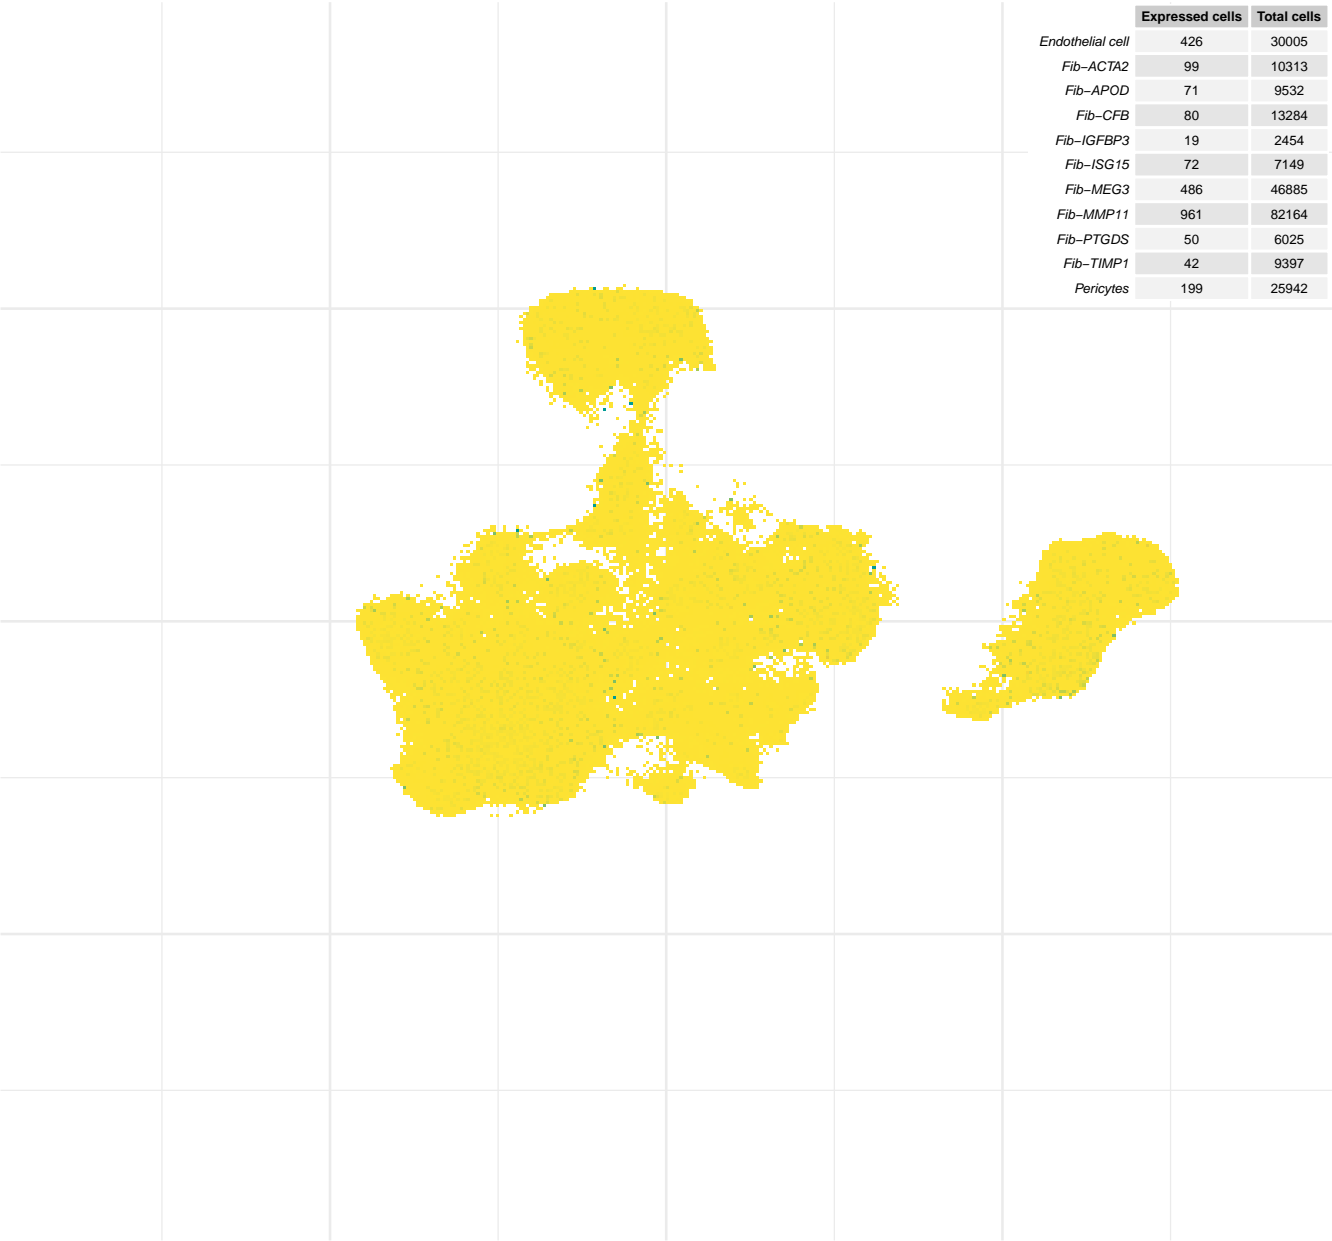 Expressed cells Total cells
Endothelial cell 426 30005
Fib−ACTA2 99 10313
Fib−APOD 71 9532
Fib−CFB 80 13284
Fib−IGFBP3 19 2454
Fib−ISG15 72 7149
Fib−MEG3 486 46885
Fib−MMP11 961 82164
Fib−PTGDS 50 6025
Fib−TIMP1 42 9397
Pericytes 199 25942